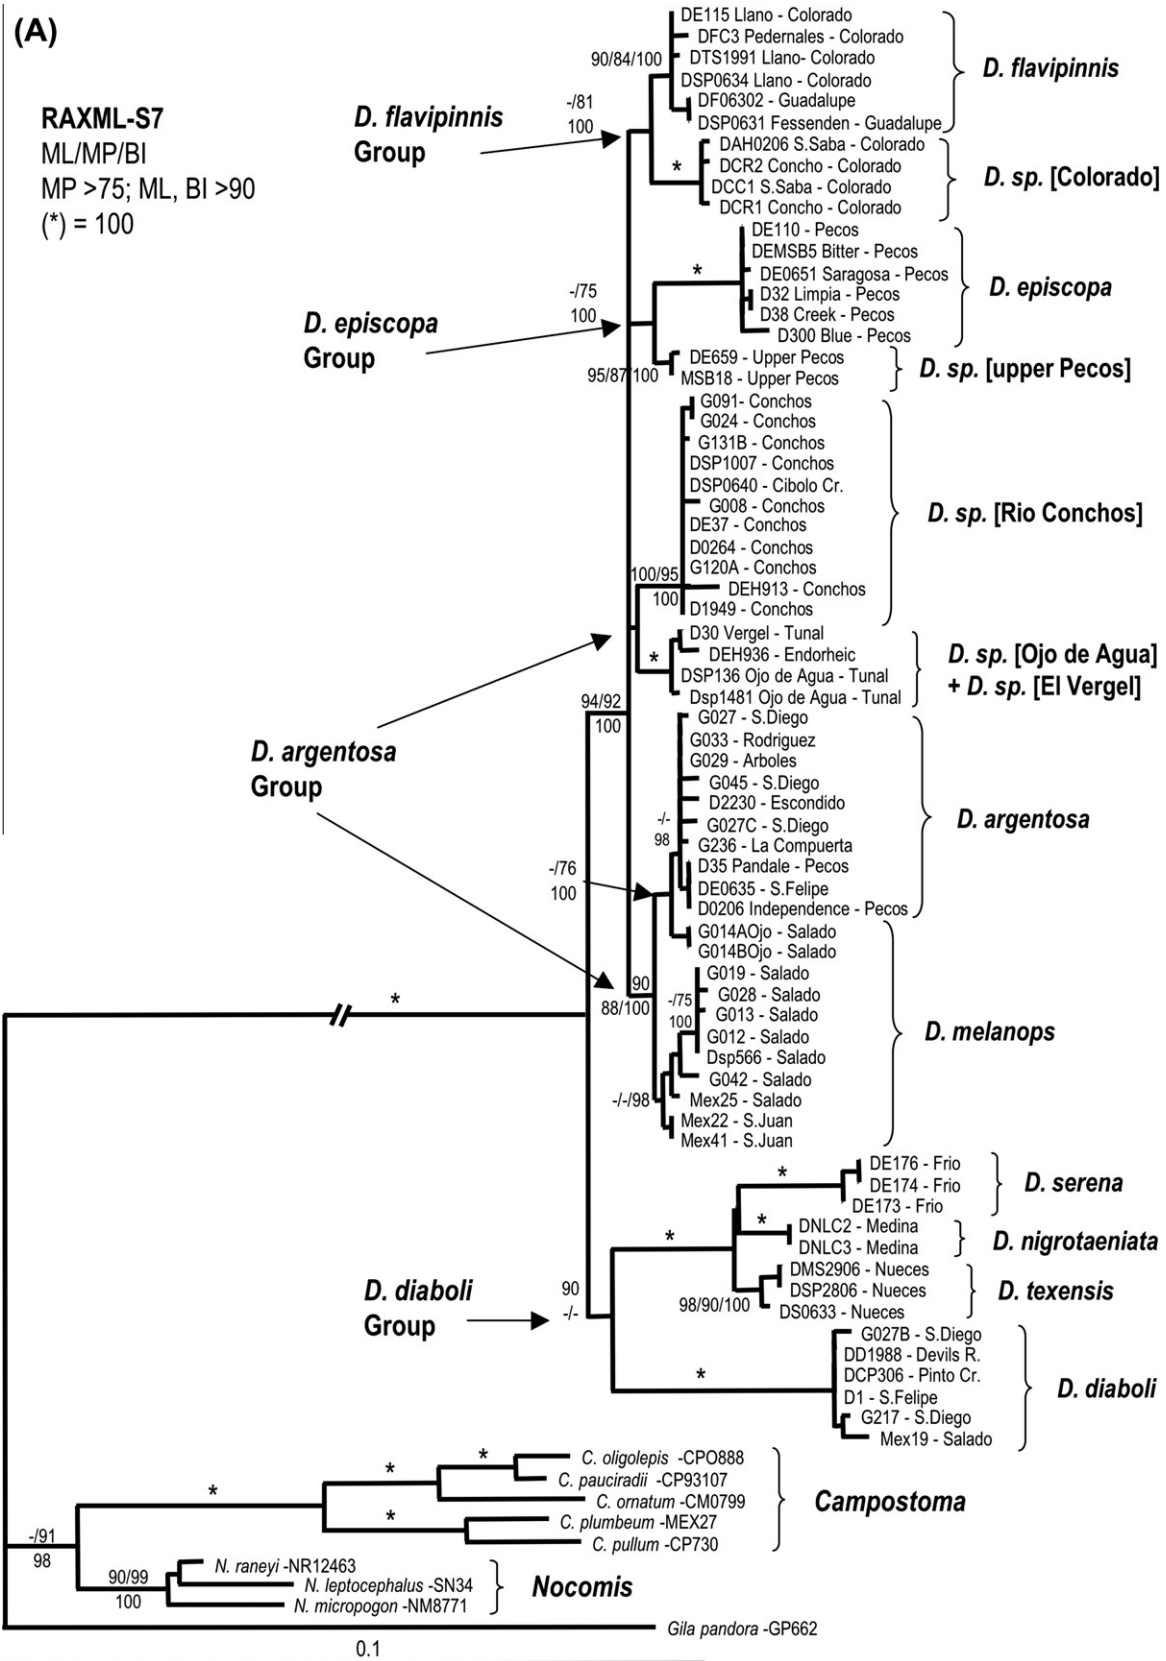 (A)
RAXML-S7
ML/MP/BI
MP >75; ML, BI >90
(*) = 100
DE115 Llano - Colorado
DFC3 Pedernales - Colorado
DTS1991 Llano- Colorado
DSP0634 Llano - Colorado
DF06302 - Guadalupe
DSP0631 Fessenden - Guadalupe
D. flavipinnis
90/84/100
-/81
100
D. flavipinnis
Group
DAH0206 S.Saba - Colorado
DCR2 Concho - Colorado
DCC1 S.Saba - Colorado
DCR1 Concho - Colorado
D. sp. [Colorado]
*
DE110 - Pecos
DEMSB5 Bitter - Pecos
DE0651 Saragosa - Pecos
D32 Limpia - Pecos
D38 Creek - Pecos
D300 Blue - Pecos
D. episcopa
*
-/75
100
D. episcopa
Group
DE659 - Upper Pecos
MSB18 - Upper Pecos
D. sp. [upper Pecos]
95/87/100
G091- Conchos
G024 - Conchos
G131B - Conchos
DSP1007 - Conchos
DSP0640 - Cibolo Cr.
G008 - Conchos
DE37 - Conchos
D0264 - Conchos
G120A - Conchos
DEH913 - Conchos
D1949 - Conchos
D. sp. [Rio Conchos]
100/95
100
D30 Vergel - Tunal
DEH936 - Endorheic
DSP136 Ojo de Agua - Tunal
Dsp1481 Ojo de Agua - Tunal
D. sp. [Ojo de Agua]
+ D. sp. [El Vergel]
*
94/92
100
D. argentosa
Group
G027 - S.Diego
G033 - Rodriguez
G029 - Arboles
G045 - S.Diego
D2230 - Escondido
G027C - S.Diego
G236 - La Compuerta
D35 Pandale - Pecos
DE0635 - S.Felipe
D0206 Independence - Pecos
D. argentosa
-/-
98
-/76
100
G014AOjo - Salado
G014BOjo - Salado
G019 - Salado
G028 - Salado
G013 - Salado
G012 - Salado
Dsp566 - Salado
G042 - Salado
Mex25 - Salado
Mex22 - S.Juan
Mex41 - S.Juan
D. melanops
90
88/100
-/75
100
-/-/98
*
DE176 - Frio
DE174 - Frio
DE173 - Frio
D. serena
*
DNLC2 - Medina
DNLC3 - Medina
D. nigrotaeniata
*
*
DMS2906 - Nueces
DSP2806 - Nueces
DS0633 - Nueces
D. texensis
98/90/100
90
-/-
D. diaboli
Group
G027B - S.Diego
DD1988 - Devils R.
DCP306 - Pinto Cr.
D1 - S.Felipe
G217 - S.Diego
Mex19 - Salado
D. diaboli
*
C. oligolepis -CPO888
C. pauciradii -CP93107
C. ornatum -CM0799
C. plumbeum -MEX27
C. pullum -CP730
Campostoma
*
*
*
*
-/91
98
N. raneyi -NR12463
N. leptocephalus -SN34
N. micropogon -NM8771
Nocomis
90/99
100
Gila pandora -GP662
0.1